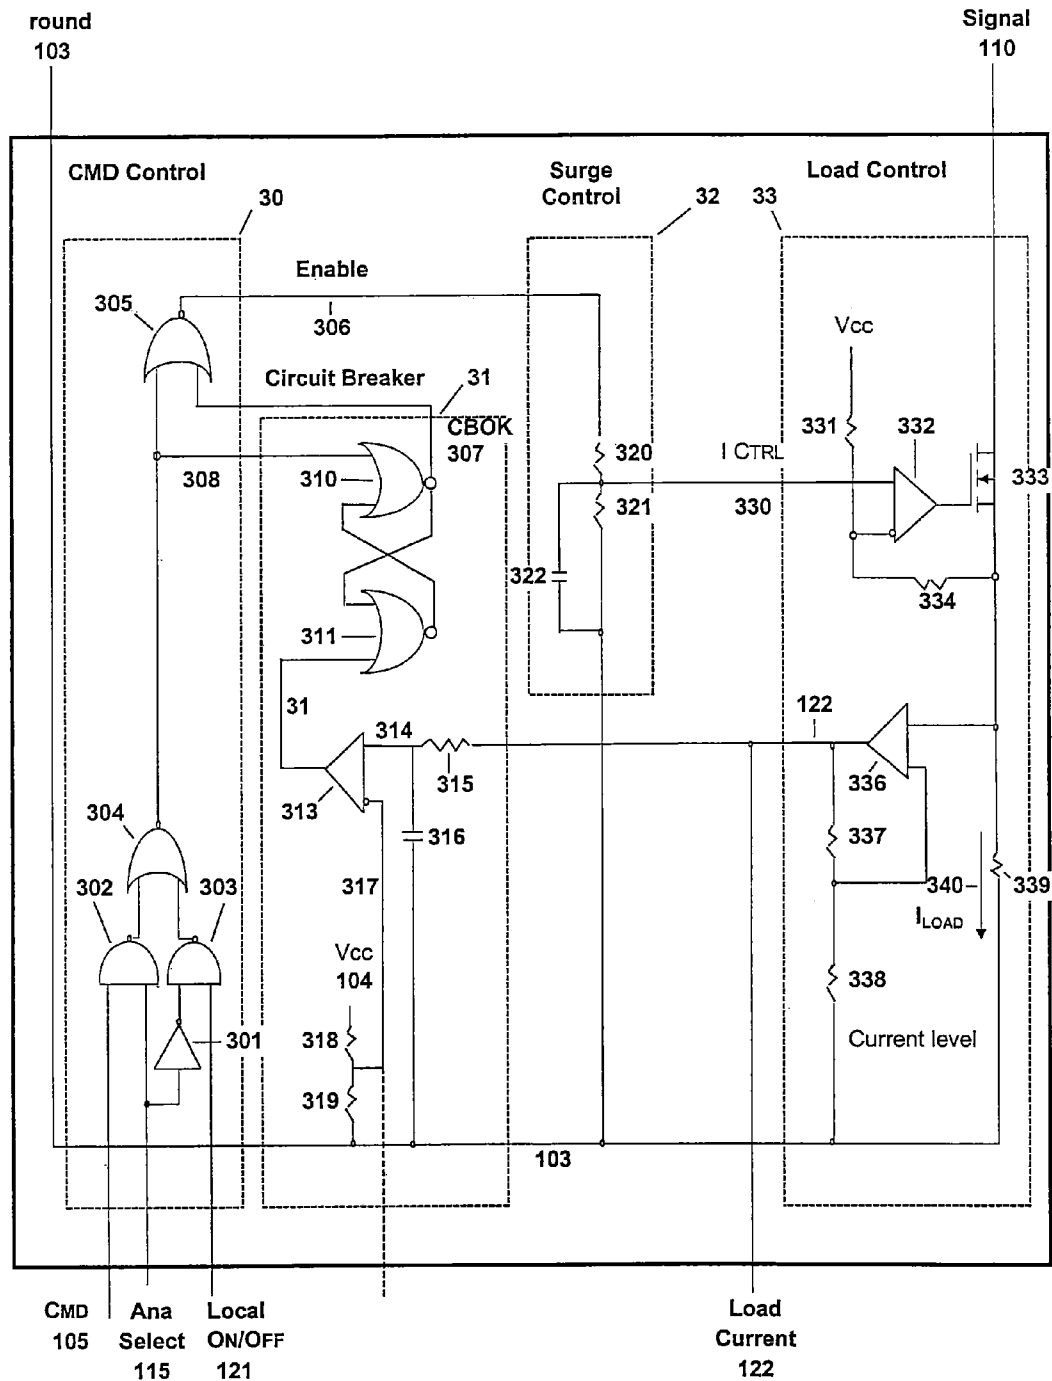 round
103
Signal
110
CMD Control
30
Surge
Control
32
33
Load Control
Enable
305
306
Vcc
Circuit Breaker
31
CBOK
307
331
332
320
I CTRL
308
310
321
330
333
322
334
311
31
314
122
315
336
313
304
316
337
302
303
317
340
339
ILOAD
Vcc
104
338
301
318
Current level
319
103
CMD
105
Ana
Select
115
Local
ON/OFF
121
Load
Current
122